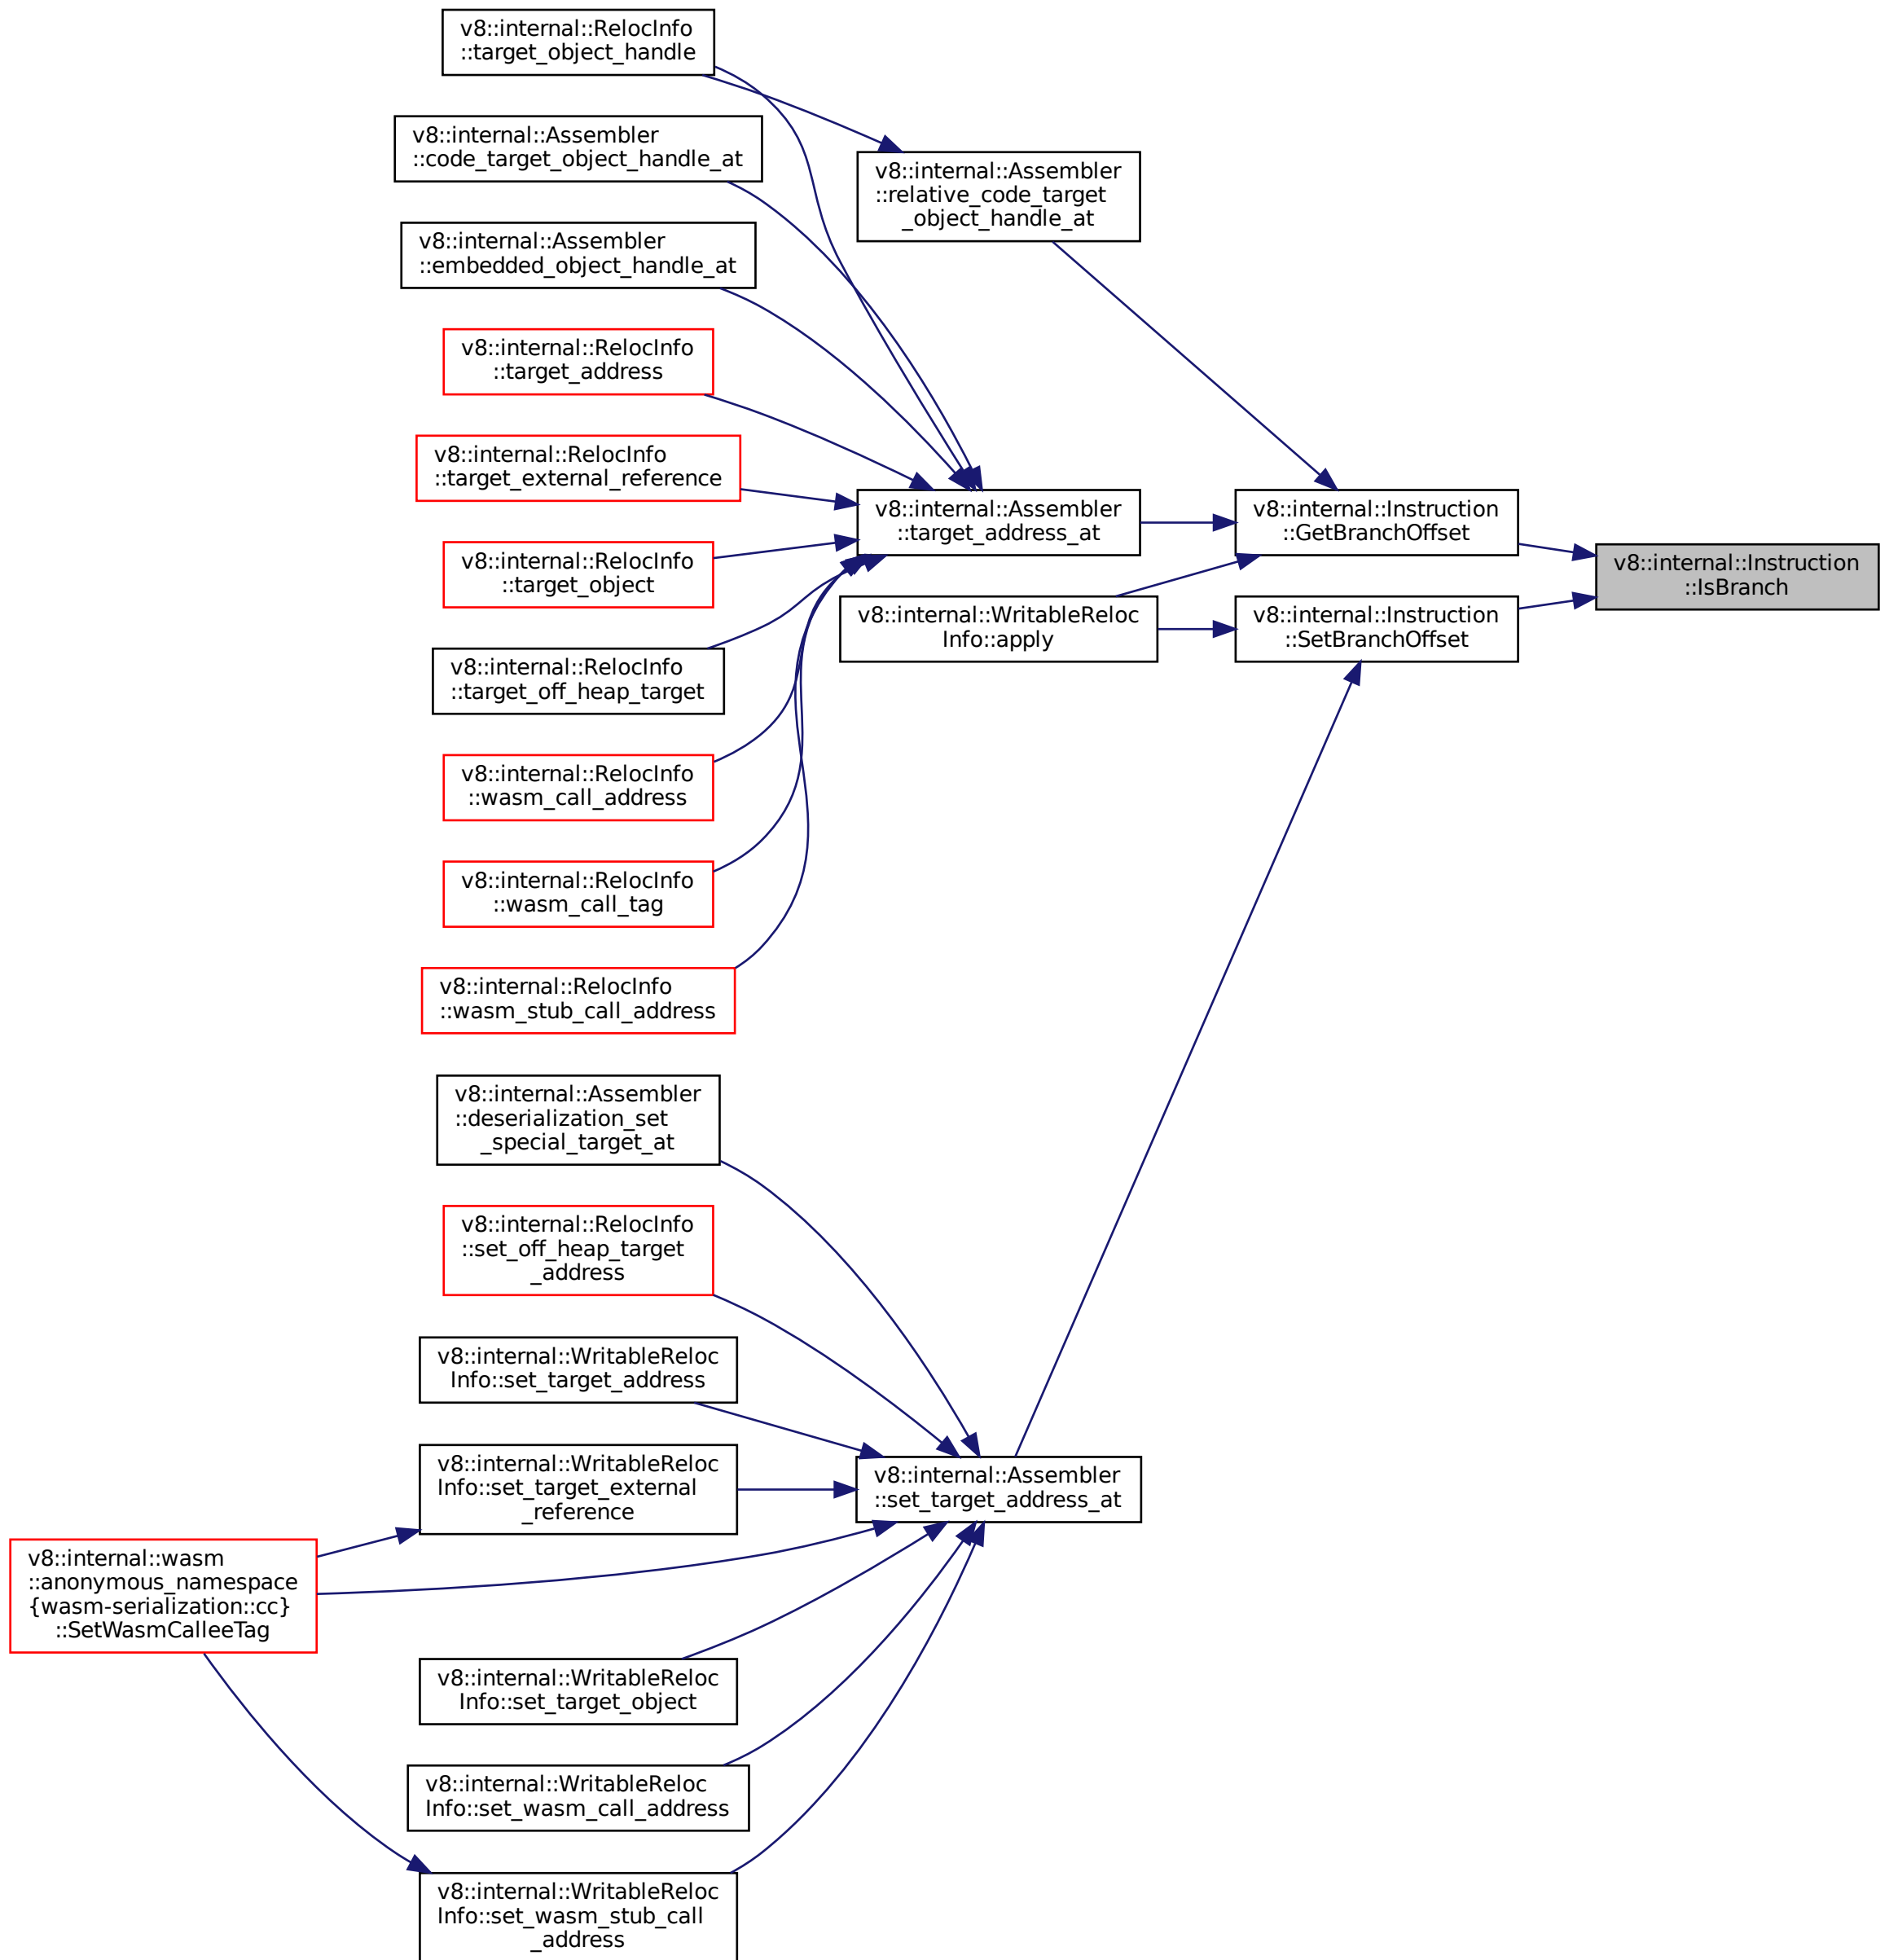 v8::internal::RelocInfo
::target_object_handle
v8::internal::Assembler
::code_target_object_handle_at
v8::internal::Assembler
::relative_code_target
_object_handle_at
v8::internal::Assembler
::embedded_object_handle_at
v8::internal::RelocInfo
::target_address
v8::internal::RelocInfo
::target_external_reference
v8::internal::Assembler
::target_address_at
v8::internal::Instruction
::GetBranchOffset
v8::internal::Instruction
::IsBranch
v8::internal::RelocInfo
::target_object
v8::internal::WritableReloc
Info::apply
v8::internal::Instruction
::SetBranchOffset
v8::internal::RelocInfo
::target_off_heap_target
v8::internal::RelocInfo
::wasm_call_address
v8::internal::RelocInfo
::wasm_call_tag
v8::internal::RelocInfo
::wasm_stub_call_address
v8::internal::Assembler
::deserialization_set
_special_target_at
v8::internal::RelocInfo
::set_off_heap_target
_address
v8::internal::WritableReloc
Info::set_target_address
v8::internal::WritableReloc
Info::set_target_external
_reference
v8::internal::Assembler
::set_target_address_at
v8::internal::wasm
::anonymous_namespace
{wasm-serialization::cc}
::SetWasmCalleeTag
v8::internal::WritableReloc
Info::set_target_object
v8::internal::WritableReloc
Info::set_wasm_call_address
v8::internal::WritableReloc
Info::set_wasm_stub_call
_address